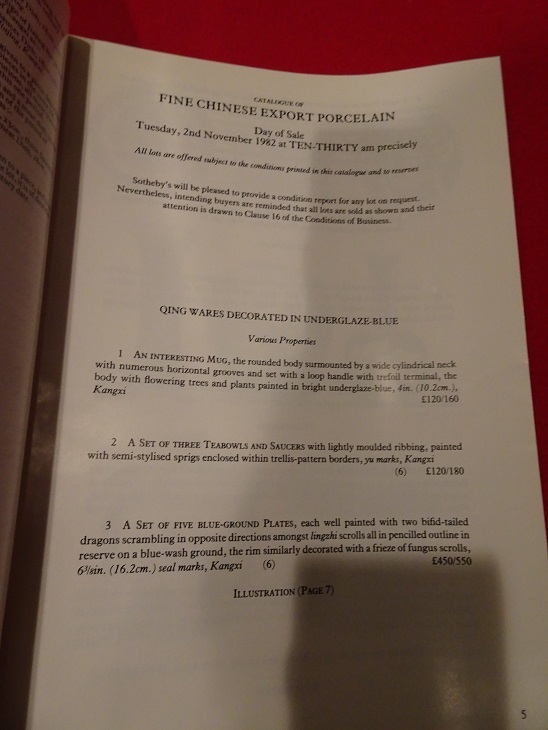 CATALOGUE OF
FINE CHINESE EXPORT PORCELAIN
Day of Sale
Tuesday, 2nd November 1982 at TEN-THIRTY am precisely
All lots are offered subject to the conditions printed in this catalogue and to reserves
Sotheby's will be pleased to provide a condition report for any lot on request.
Nevertheless, intending buyers are reminded that all lots are sold as shown and their
attention is drawn to Clause 16 of the Conditions of Business.
QING WARES DECORATED IN UNDERGLAZE-BLUE
Various Properties
1 AN INTERESTING MUG, the rounded body surmounted by a wide cylindrical neck
with numerous horizontal grooves and set with a loop handle with trefoil terminal, the
body with flowering trees and plants painted in bright underglaze-blue, 4in. (10.2cm.),
Kangxi
£120/160
2 A SET OF THREE TEABOWLS AND SAUCERS with lightly moulded ribbing, painted
with semi-stylised sprigs enclosed within trellis-pattern borders, yu marks, Kangxi
(6) £120/180
3 A SET OF FIVE BLUE-GROUND PLATES, each well painted with two bifid-tailed
dragons scrambling in opposite directions amongst lingzhi scrolls all in pencilled outline in
reserve on a blue-wash ground, the rim similarly decorated with a frieze of fungus scrolls,
(16.2cm.) seal marks, Kangxi (6) £450/550
ILLUSTRATION (PAGE 7)
5